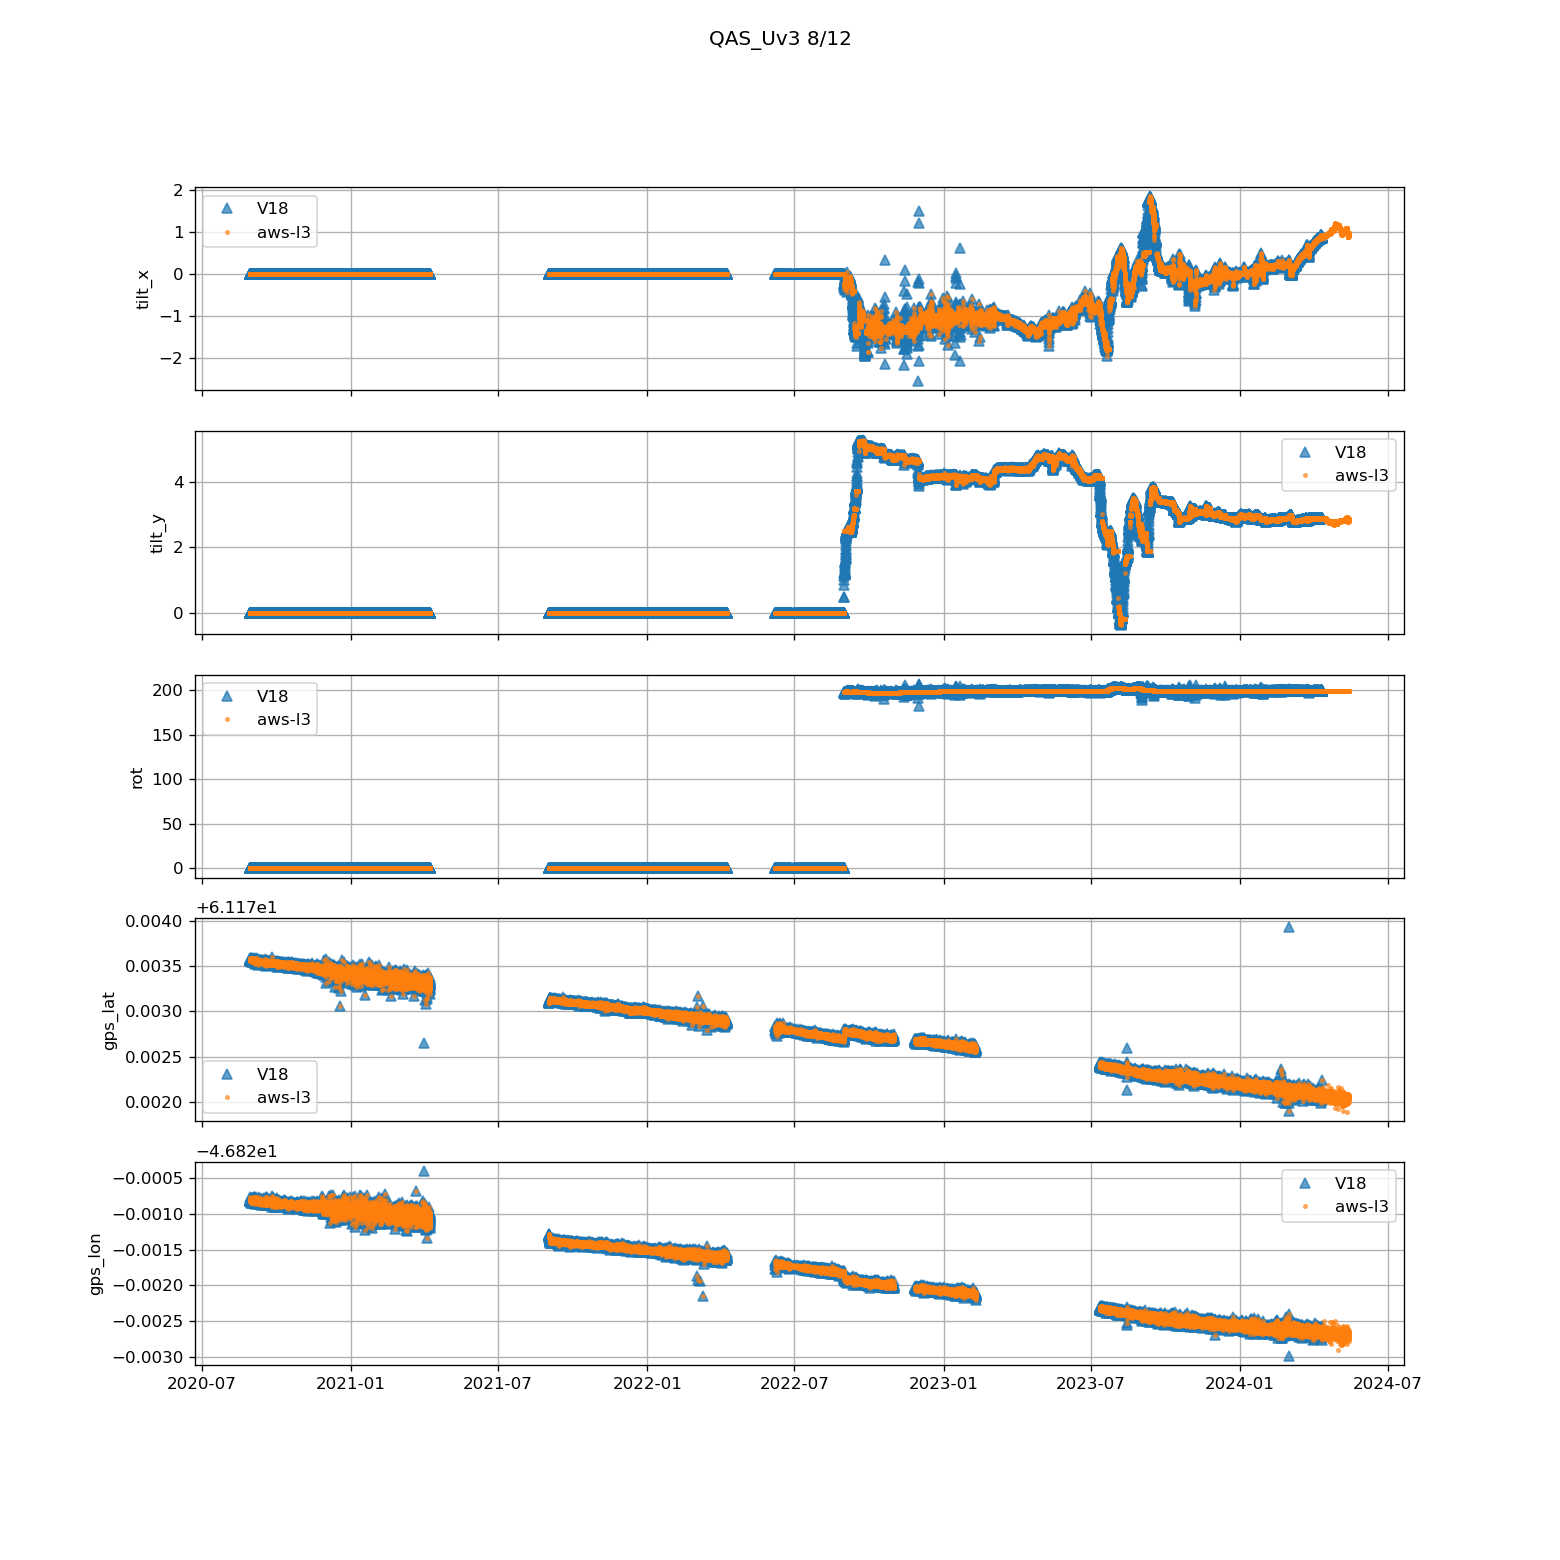 QAS_Uv3 8/12
2
1
0
−1
−2
tilt_x
V18
aws-l3
4
2
0
tilt_y
V18
aws-l3
200
150
100
50
0
rot
V18
aws-l3
+6.117e1
0.0040
0.0035
0.0030
0.0025
0.0020
gps_lat
V18
aws-l3
−4.682e1
−0.0005
−0.0010
−0.0015
−0.0020
−0.0025
−0.0030
gps_lon
V18
aws-l3
2020-07 2021-01 2021-07 2022-01 2022-07 2023-01 2023-07 2024-01 2024-07